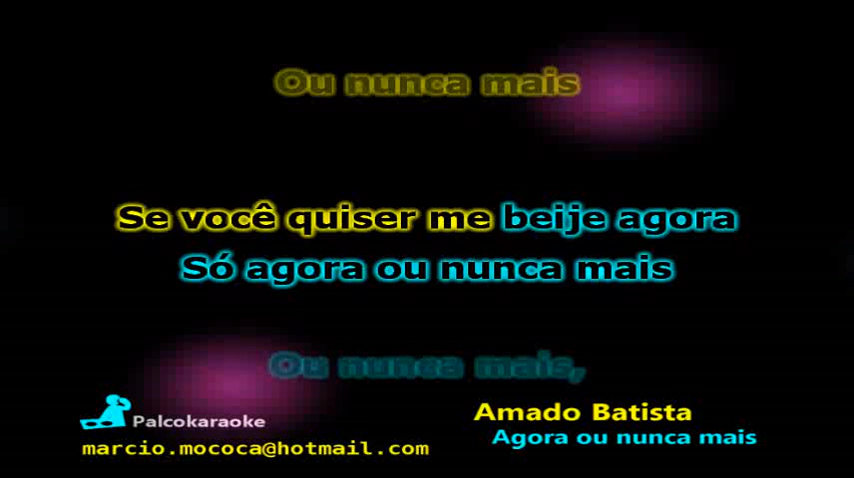 Ou nunca mais
Se você quiser me beije agora
Só agora ou nunca mais
Ou nunca mais,
Palcokaraoke
Amado Batista
Agora ou nunca mais
marcio.mococa@hotmail.com